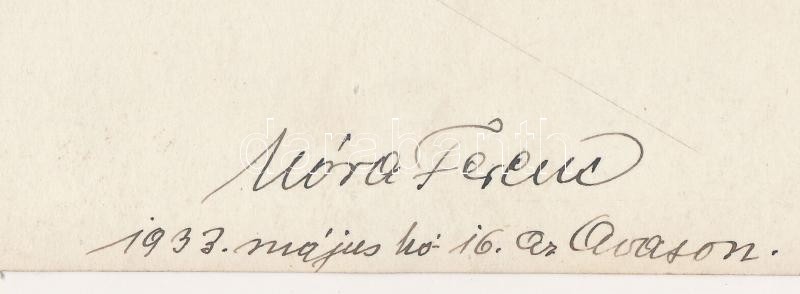 Móra Ferenc
1933. május hó 16. az Avason.